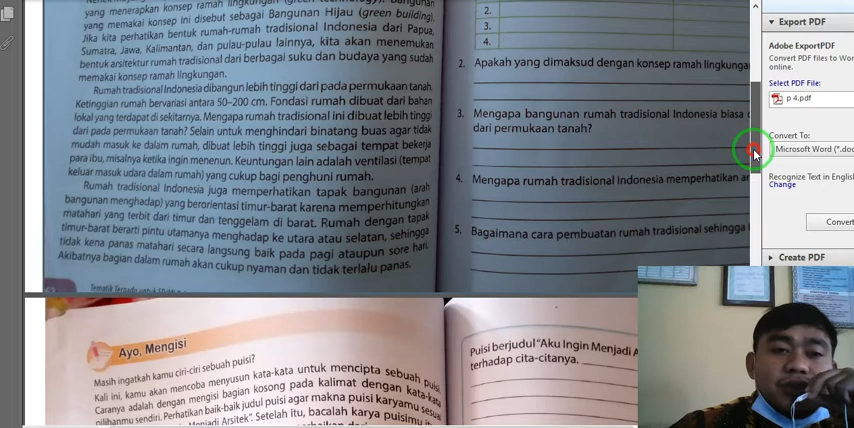 yang menerapkan konsep ramah lingkungan
yang memakai konsep ini disebut sebagai Bangunan Hijau (green building).
Jika kita perhatikan bentuk rumah-rumah tradisional Indonesia dari Papua,
Sumatra, Jawa, Kalimantan, dan pulau-pulau lainnya, kita akan menemukan
bentuk arsitektur rumah tradisional dari berbagai suku dan budaya yang sudah
memakai konsep ramah lingkungan.
Rumah tradisional Indonesia dibangun lebih tinggi dari pada permukaan tanah.
Ketinggian rumah bervariasi antara 50–200 cm. Fondasi rumah dibuat dari bahan
lokal yang terdapat di sekitarnya. Mengapa rumah tradisional ini dibuat lebih tinggi
dari pada permukaan tanah? Selain untuk menghindari binatang buas agar tidak
mudah masuk ke dalam rumah, dibuat lebih tinggi juga sebagai tempat bekerja
para ibu, misalnya ketika ingin menenun. Keuntungan lain adalah ventilasi (tempat
keluar masuk udara dalam rumah) yang cukup bagi penghuni rumah.
Rumah tradisional Indonesia juga memperhatikan tapak bangunan (arah
bangunan menghadap) yang berorientasi timur-barat karena memperhitungkan
matahari yang terbit dari timur dan tenggelam di barat. Rumah dengan tapak
timur-barat berarti pintu utamanya menghadap ke utara atau selatan, sehingga
tidak kena panas matahari secara langsung baik pada pagi ataupun sore hari.
Akibatnya bagian dalam rumah akan cukup nyaman dan tidak terlalu panas.
2.
3.
4.
2. Apakah yang dimaksud dengan konsep ramah lingkunga
3. Mengapa bangunan rumah tradisional Indonesia biasa
dari permukaan tanah?
4. Mengapa rumah tradisional Indonesia memperhatikan
5. Bagaimana cara pembuatan rumah tradisional sehingga
Ayo, Mengisi
Masih ingatkah kamu ciri-ciri sebuah puisi?
Kali ini, kamu akan mencoba menyusun kata-kata untuk mencipta sebuah puisi.
Caranya adalah dengan mengisi bagian kosong pada kalimat dengan kata-kata
pilihanmu sendiri. Perhatikan baik-baik judul puisi agar makna puisi karyamu sesuai
Menjadi Arsitek". Setelah itu, bacalah karya puisimu
Puisi berjudul "Aku Ingin Menjadi A
terhadap cita-citanya.
Export PDF
Adobe ExportPDF
Convert PDF files to Wor
online.
Select PDF File:
p 4.pdf
Convert To:
Microsoft Word (*.doc
Recognize Text in English
Change
Convert
Create PDF